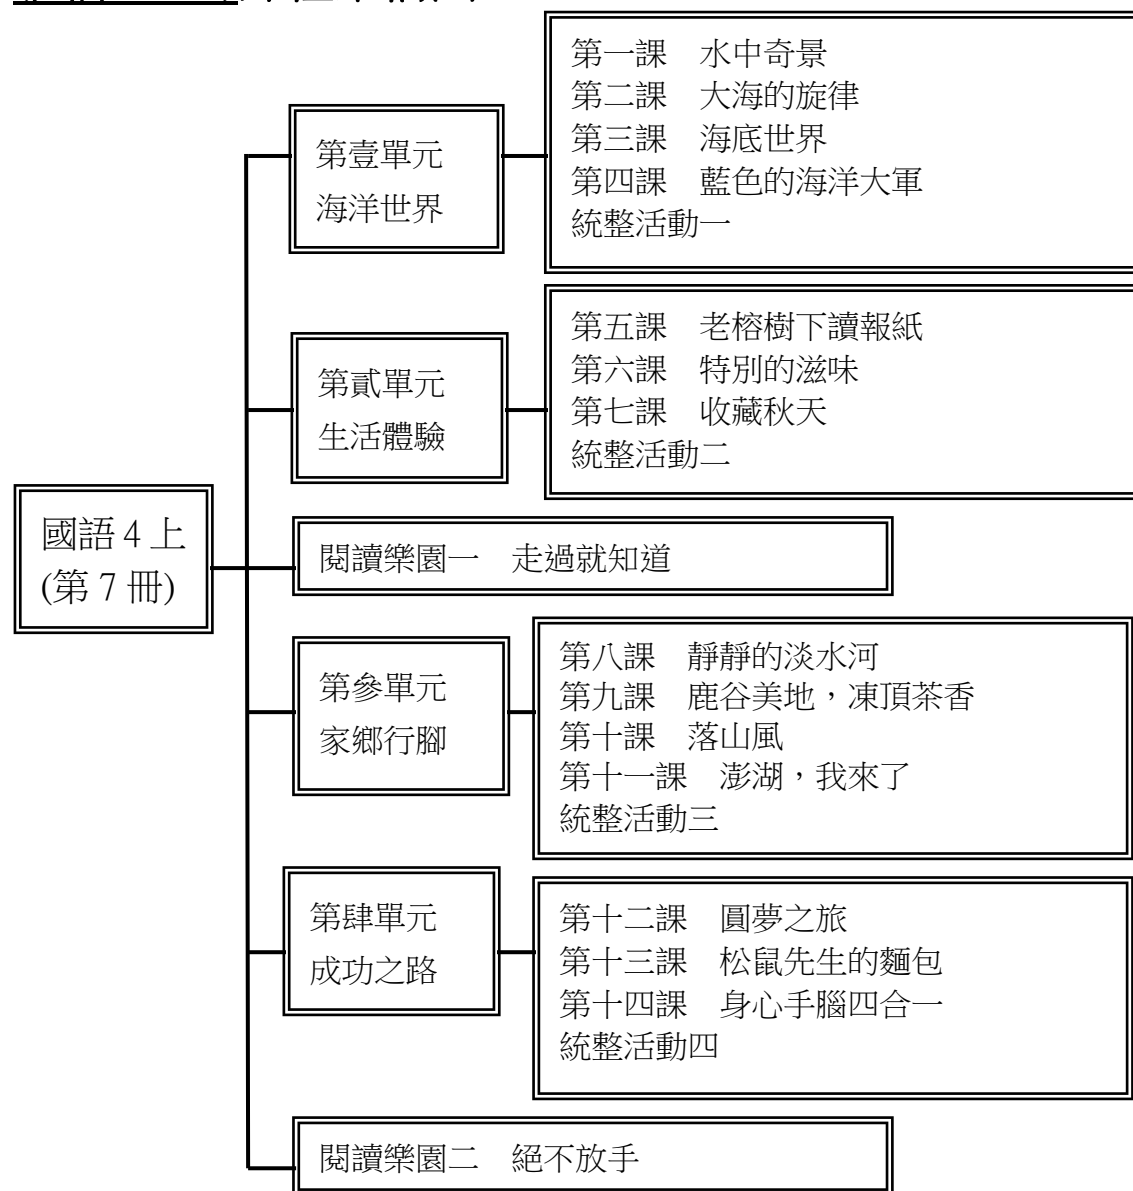 第一課　水中奇景
第二課　大海的旋律
第三課　海底世界
第四課　藍色的海洋大軍
統整活動一
第壹單元
海洋世界
第五課　老榕樹下讀報紙
第六課　特別的滋味
第七課　收藏秋天
統整活動二
第貳單元
生活體驗
國語 4 上
(第 7 冊)
閱讀樂園一　走過就知道
第八課　靜靜的淡水河
第九課　鹿谷美地，凍頂茶香
第十課　落山風
第十一課　澎湖，我來了
統整活動三
第參單元
家鄉行腳
第十二課　圓夢之旅
第十三課　松鼠先生的麵包
第十四課　身心手腦四合一
統整活動四
第肆單元
成功之路
閱讀樂園二　絕不放手